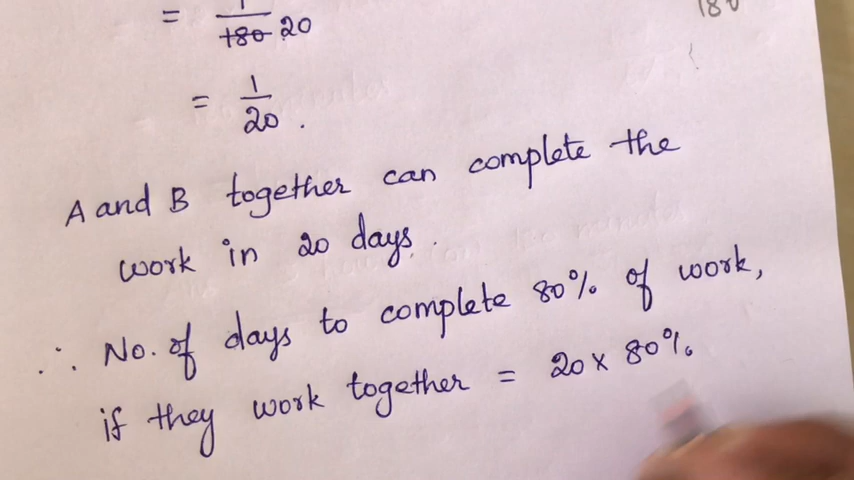 = 1/180 20
180
= 1/20 .
A and B together can complete the
work in 20 days.
∴ No. of days to complete 80% of work,
if they work together = 20 x 80%